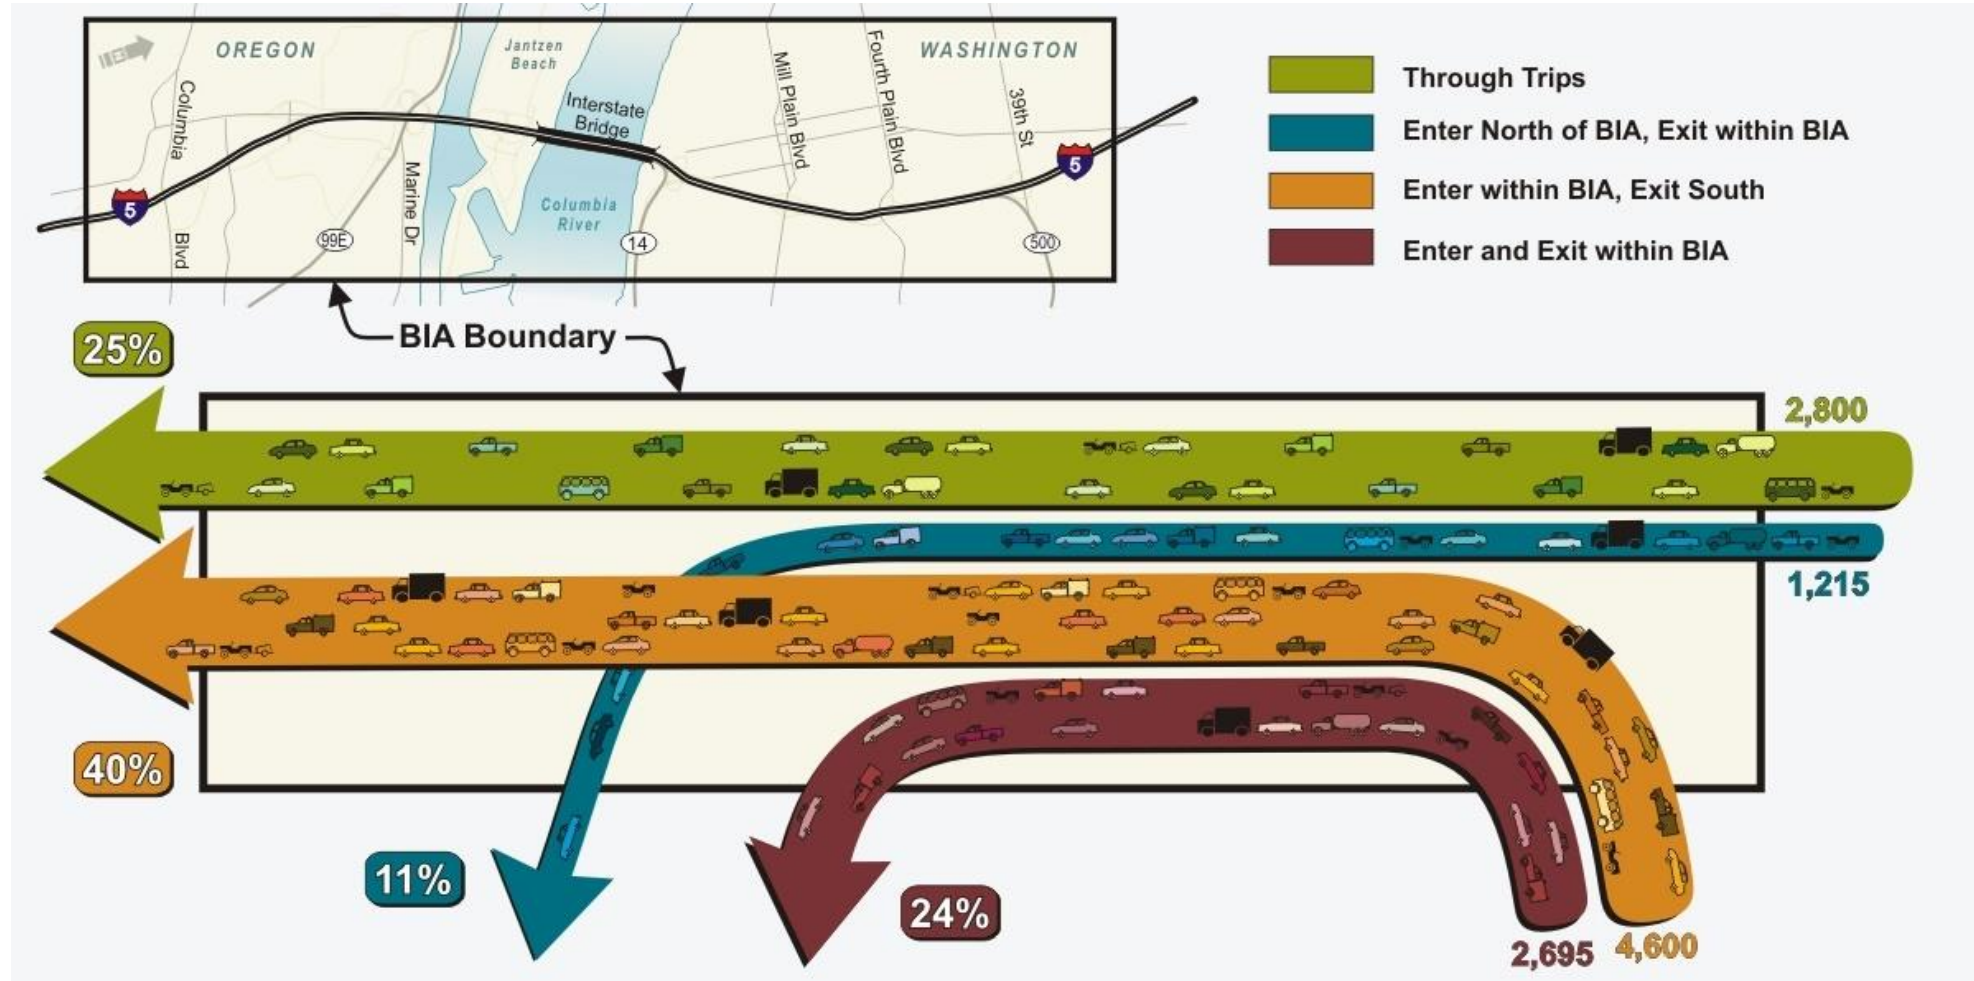 OREGON
Jantzen
Beach
WASHINGTON
Columbia
Blvd
Interstate
Bridge
Mill Plain Blvd
Fourth Plain Blvd
39th St
Marine Dr
Columbia
River
5
5
99E
14
500
Through Trips
Enter North of BIA, Exit within BIA
Enter within BIA, Exit South
Enter and Exit within BIA
BIA Boundary
25%
2,800
1,215
40%
11%
24%
2,695
4,600